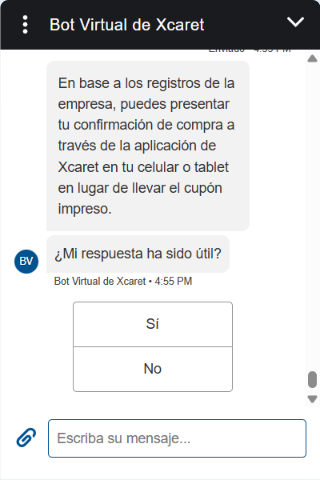 Bot Virtual de Xcaret
Enviado • 4:55 PM
En base a los registros de la
empresa, puedes presentar
tu confirmación de compra a
través de la aplicación de
Xcaret en tu celular o tablet
en lugar de llevar el cupón
impreso.
¿Mi respuesta ha sido útil?
BV
Bot Virtual de Xcaret • 4:55 PM
Sí
No
Escriba su mensaje...